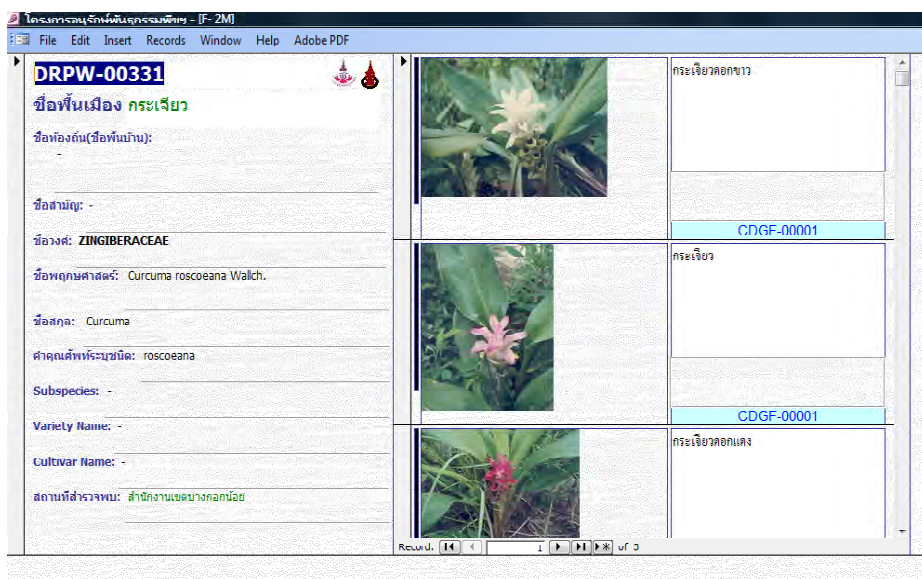 โครงการอนุรักษ์พันธุกรรมพืชฯ - [F- 2M]
File Edit Insert Records Window Help Adobe PDF
DRPW-00331
ชื่อพื้นเมือง กระเจียว
ชื่อท้องถิ่น(ชื่อพื้นบ้าน):
-
ชื่อสามัญ: -
ชื่อวงศ์: ZINGIBERACEAE
ชื่อพฤกษศาสตร์: Curcuma roscoeana Wallch.
ชื่อสกุล: Curcuma
คำคุณศัพท์ระบุชนิด: roscoeana
Subspecies: -
Variety Name: -
Cultivar Name: -
สถานที่สำรวจพบ: สำนักงานเขตบางกอกน้อย
กระเจียวดอกขาว
CDGF-00001
กระเจียว
CDGF-00001
กระเจียวดอกแดง
Record: 1 of 3